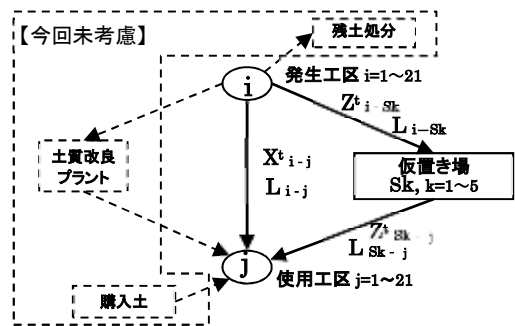 【今回未考慮】
残土処分
i
発生工区 i=1～21
Zᵗ i-Sk
L i-Sk
土質改良
プラント
Xᵗ i-j
L i-j
仮置き場
Sk, k=1～5
Zᵗ Sk-j
L Sk-j
j
使用工区 j=1～21
購入土